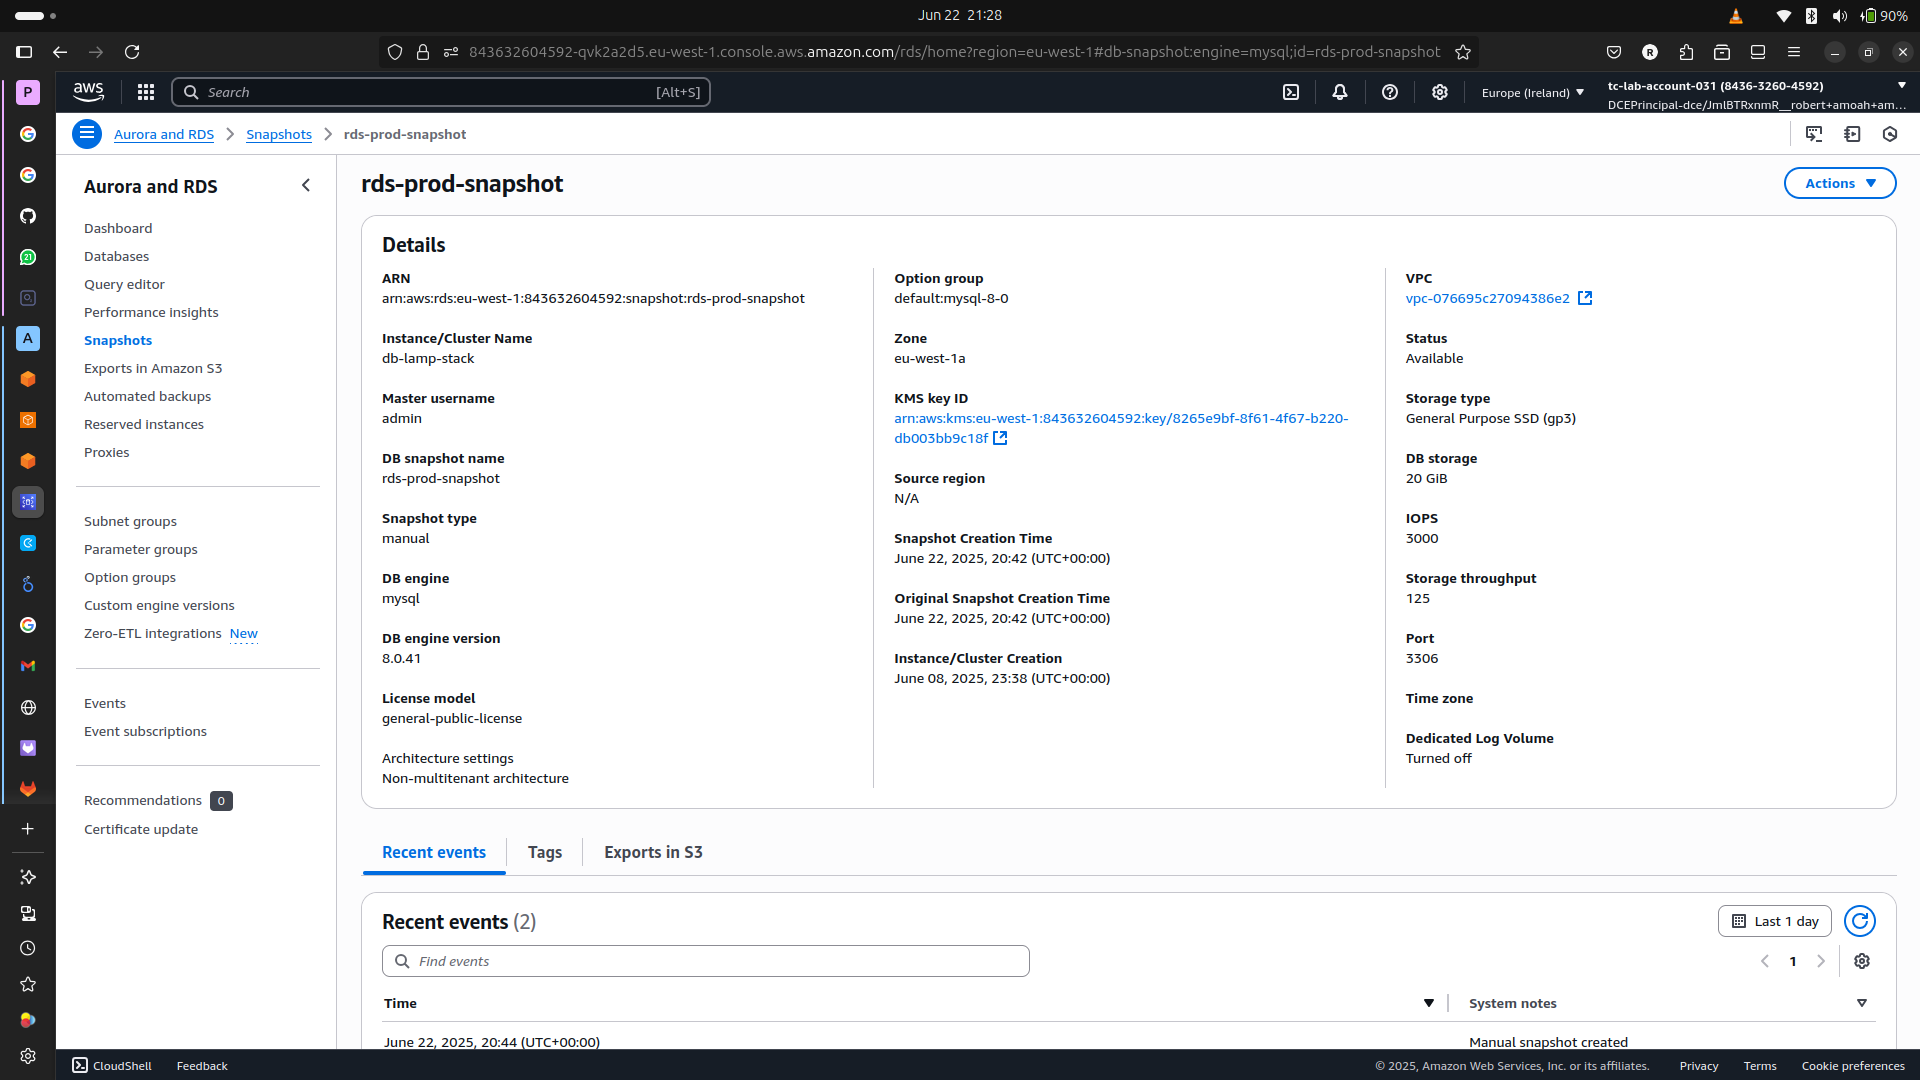 Jun 22 21:28
90%
843632604592-qvk2a2d5.eu-west-1.console.aws.amazon.com/rds/home?region=eu-west-1#db-snapshot:engine=mysql;id=rds-prod-snapshot
R
P
aws
Search
[Alt+S]
Europe (Ireland)
tc-lab-account-031 (8436-3260-4592)
DCEPrincipal-dce/JmlBTRxnmR__robert+amoah+am...
Aurora and RDS
Snapshots
rds-prod-snapshot
21
A
Aurora and RDS
Dashboard
Databases
Query editor
Performance insights
Snapshots
Exports in Amazon S3
Automated backups
Reserved instances
Proxies
Subnet groups
Parameter groups
Option groups
Custom engine versions
Zero-ETL integrations New
Events
Event subscriptions
Recommendations 0
Certificate update
rds-prod-snapshot
Actions
Details
ARN
arn:aws:rds:eu-west-1:843632604592:snapshot:rds-prod-snapshot
Instance/Cluster Name
db-lamp-stack
Master username
admin
DB snapshot name
rds-prod-snapshot
Snapshot type
manual
DB engine
mysql
DB engine version
8.0.41
License model
general-public-license
Architecture settings
Non-multitenant architecture
Option group
default:mysql-8-0
Zone
eu-west-1a
KMS key ID
arn:aws:kms:eu-west-1:843632604592:key/8265e9bf-8f61-4f67-b220-
db003bb9c18f
Source region
N/A
Snapshot Creation Time
June 22, 2025, 20:42 (UTC+00:00)
Original Snapshot Creation Time
June 22, 2025, 20:42 (UTC+00:00)
Instance/Cluster Creation
June 08, 2025, 23:38 (UTC+00:00)
VPC
vpc-076695c27094386e2
Status
Available
Storage type
General Purpose SSD (gp3)
DB storage
20 GiB
IOPS
3000
Storage throughput
125
Port
3306
Time zone
Dedicated Log Volume
Turned off
Recent events
Tags
Exports in S3
Recent events (2)
Last 1 day
Find events
1
Time
System notes
June 22, 2025, 20:44 (UTC+00:00)
Manual snapshot created
CloudShell
Feedback
© 2025, Amazon Web Services, Inc. or its affiliates.
Privacy
Terms
Cookie preferences